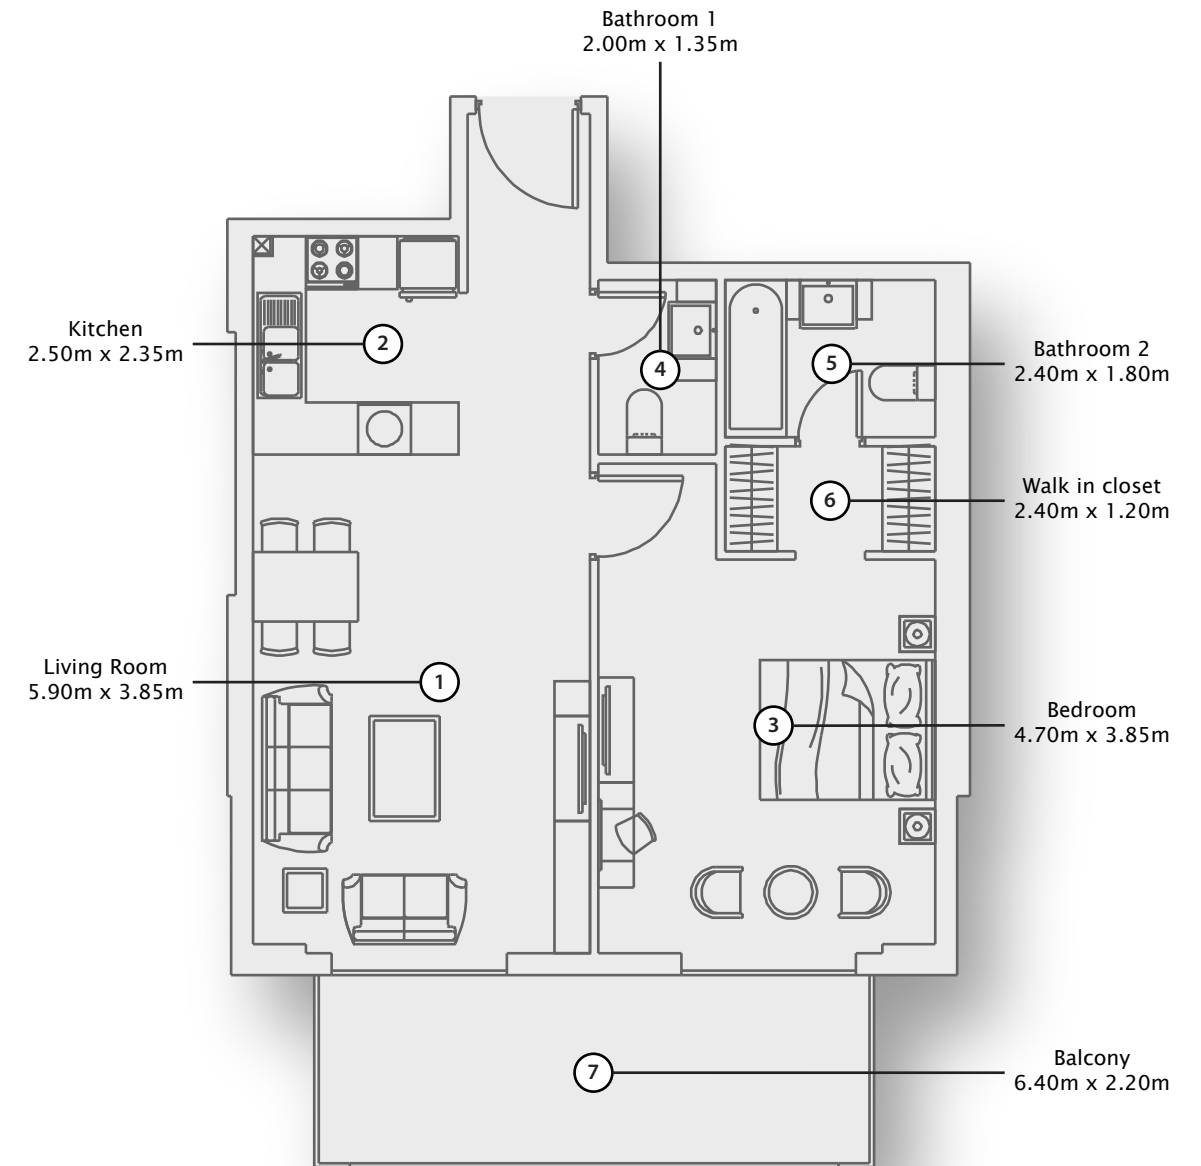 Bathroom 1
2.00m x 1.35m
Kitchen
2.50m x 2.35m
2
4
5
Bathroom 2
2.40m x 1.80m
6
Walk in closet
2.40m x 1.20m
Living Room
5.90m x 3.85m
1
3
Bedroom
4.70m x 3.85m
7
Balcony
6.40m x 2.20m